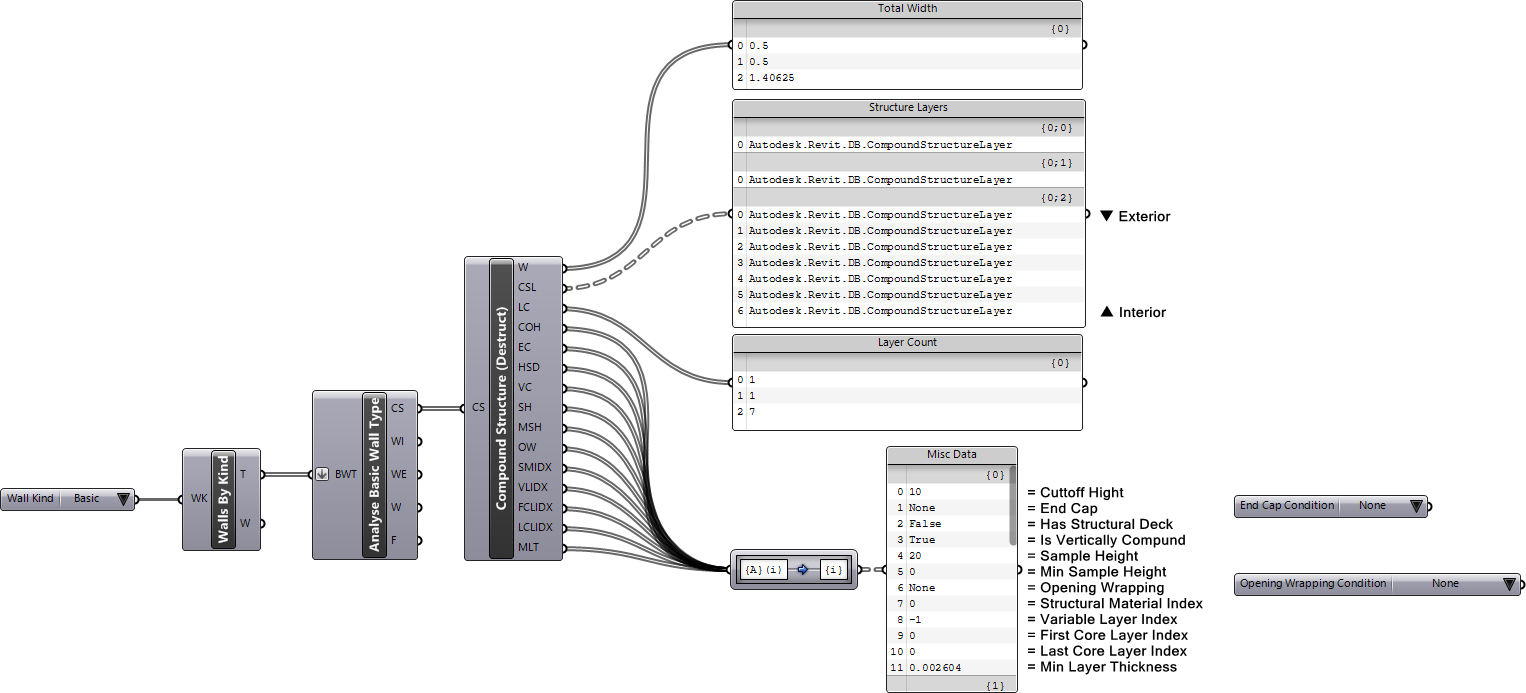 Wall Kind Basic
WK
Walls By Kind
T
W
BWT
Analyse Basic Wall Type
CS
WI
WE
W
F
CS
Compound Structure (Destruct)
W
CSL
LC
COH
EC
HSD
VC
SH
MSH
OW
SMIDX
VLIDX
FCLIDX
LCLIDX
MLT
Total Width
{0}
0 0.5
1 0.5
2 1.40625
Structure Layers
{0;0}
0 Autodesk.Revit.DB.CompoundStructureLayer
{0;1}
0 Autodesk.Revit.DB.CompoundStructureLayer
{0;2}
0 Autodesk.Revit.DB.CompoundStructureLayer
1 Autodesk.Revit.DB.CompoundStructureLayer
2 Autodesk.Revit.DB.CompoundStructureLayer
3 Autodesk.Revit.DB.CompoundStructureLayer
4 Autodesk.Revit.DB.CompoundStructureLayer
5 Autodesk.Revit.DB.CompoundStructureLayer
6 Autodesk.Revit.DB.CompoundStructureLayer
▼ Exterior
▲ Interior
Layer Count
{0}
0 1
1 1
2 7
{A}(i) {i}
Misc Data
{0}
0 10 = Cuttoff Hight
1 None = End Cap
2 False = Has Structural Deck
3 True = Is Vertically Compund
4 20 = Sample Height
5 0 = Min Sample Height
6 None = Opening Wrapping
7 0 = Structural Material Index
8 -1 = Variable Layer Index
9 0 = First Core Layer Index
10 0 = Last Core Layer Index
11 0.002604 = Min Layer Thickness
{1}
End Cap Condition None
Opening Wrapping Condition None